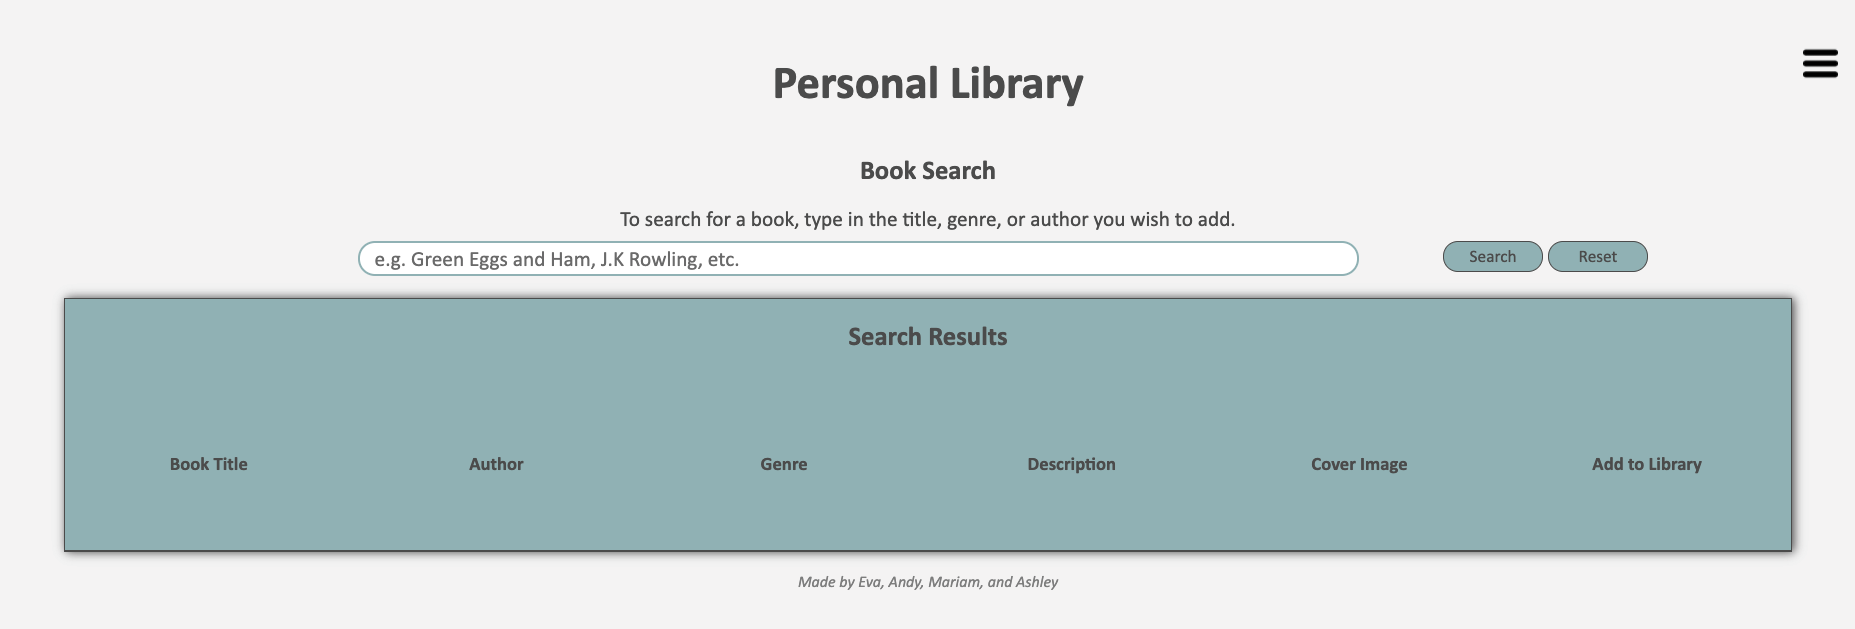 Personal Library
Book Search
To search for a book, type in the title, genre, or author you wish to add.
e.g. Green Eggs and Ham, J.K Rowling, etc.
Search Reset
Search Results
Book Title Author Genre Description Cover Image Add to Library
Made by Eva, Andy, Mariam, and Ashley